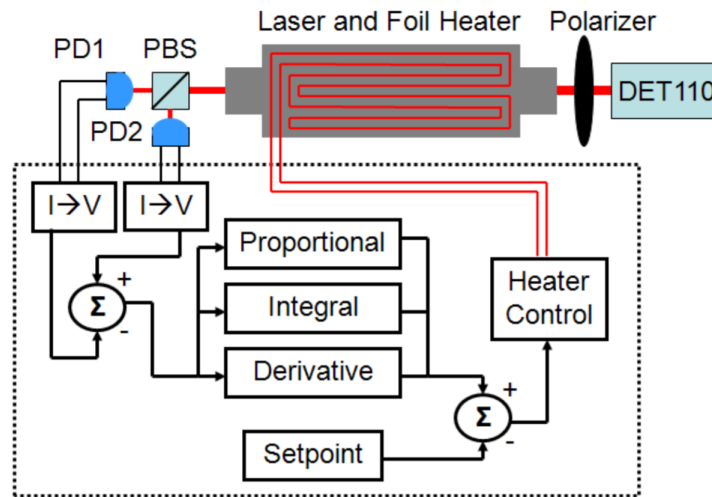 Laser and Foil Heater
Polarizer
PD1
PBS
DET110
PD2
I→V
I→V
Proportional
Integral
Derivative
Heater
Control
+
Σ
-
+
Σ
-
Setpoint